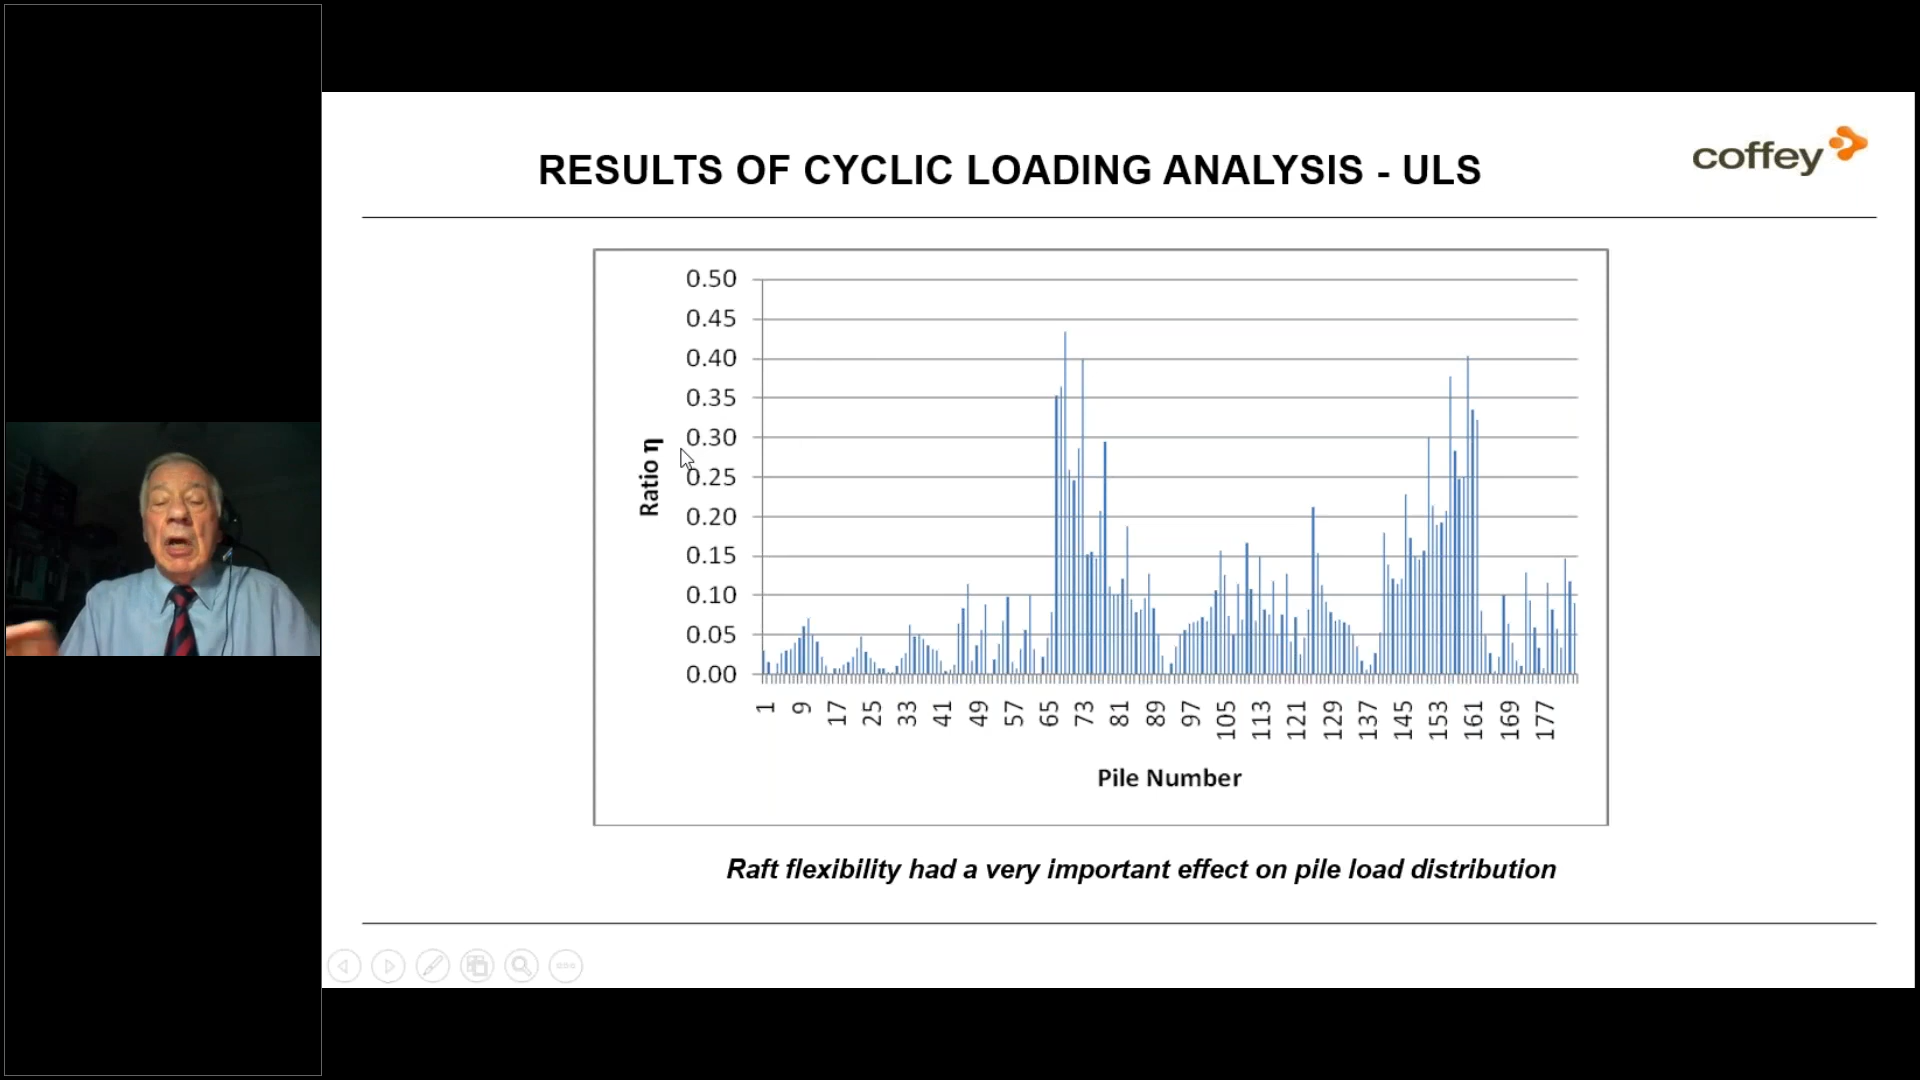 RESULTS OF CYCLIC LOADING ANALYSIS - ULS
coffey
0.50
0.45
0.40
0.35
0.30
0.25
0.20
0.15
0.10
0.05
0.00
Ratio η
1 9 17 25 33 41 49 57 65 73 81 89 97 105 113 121 129 137 145 153 161 169 177
Pile Number
Raft flexibility had a very important effect on pile load distribution